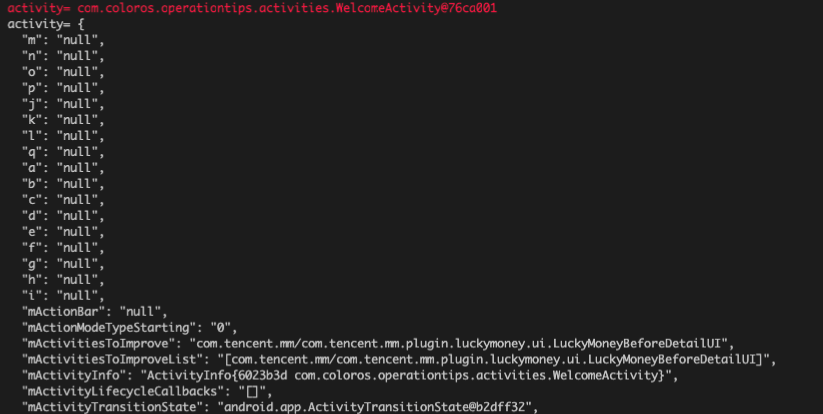 activity= com.coloros.operationtips.activities.WelcomeActivity@76ca001
activity= {
"m": "null",
"n": "null",
"o": "null",
"p": "null",
"j": "null",
"k": "null",
"l": "null",
"q": "null",
"a": "null",
"b": "null",
"c": "null",
"d": "null",
"e": "null",
"f": "null",
"g": "null",
"h": "null",
"i": "null",
"mActionBar": "null",
"mActionModeTypeStarting": "0",
"mActivitiesToImprove": "com.tencent.mm/com.tencent.mm.plugin.luckymoney.ui.LuckyMoneyBeforeDetailUI",
"mActivitiesToImproveList": "[com.tencent.mm/com.tencent.mm.plugin.luckymoney.ui.LuckyMoneyBeforeDetailUI]",
"mActivityInfo": "ActivityInfo{6023b3d com.coloros.operationtips.activities.WelcomeActivity}",
"mActivityLifecycleCallbacks": "[]",
"mActivityTransitionState": "android.app.ActivityTransitionState@b2dff32",